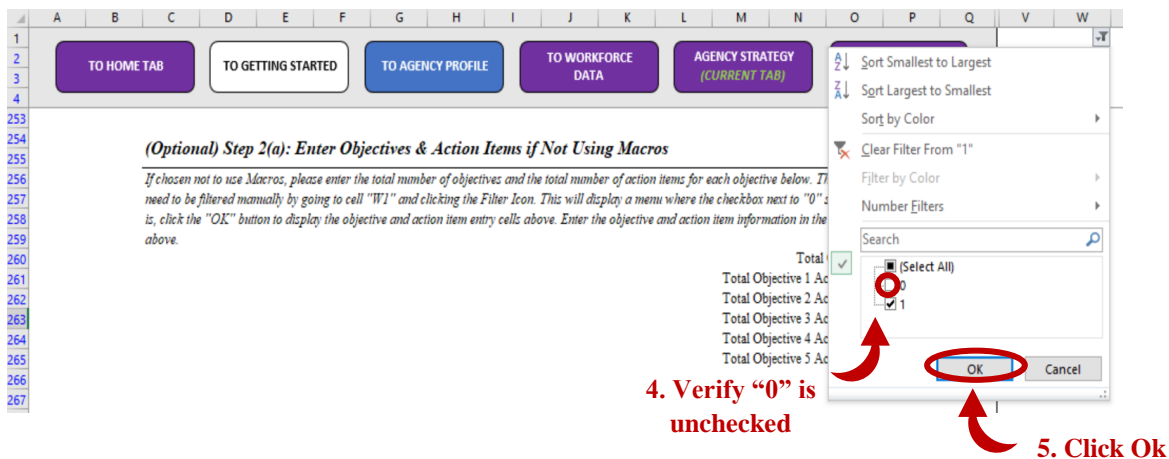 A B C D E F G H I J K L M N O P Q V W
1
2
3
4
253
254
255
256
257
258
259
260
261
262
263
264
265
266
267
TO HOME TAB
TO GETTING STARTED
TO AGENCY PROFILE
TO WORKFORCE
DATA
AGENCY STRATEGY
(CURRENT TAB)
(Optional) Step 2(a): Enter Objectives & Action Items if Not Using Macros
If chosen not to use Macros, please enter the total number of objectives and the total number of action items for each objective below.
need to be filtered manually by going to cell "W1" and clicking the Filter Icon. This will display a menu where the checkbox next to "0"
is, click the "OK" button to display the objective and action item entry cells above. Enter the objective and action item information in the
above.
Total
Total Objective 1
Total Objective 2
Total Objective 3
Total Objective 4
Total Objective 5
Sort Smallest to Largest
Sort Largest to Smallest
Sort by Color
Clear Filter From "1"
Filter by Color
Number Filters
Search
(Select All)
0
1
OK Cancel
4. Verify “0” is
unchecked
5. Click Ok